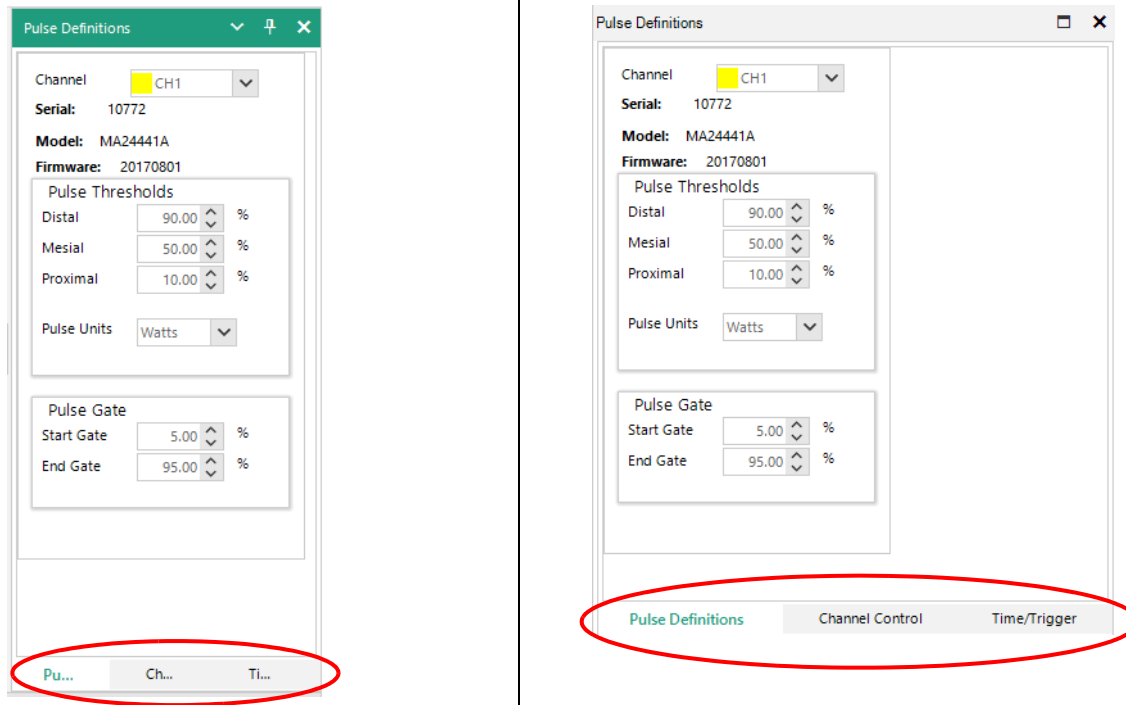 Pulse Definitions
Channel CH1
Serial: 10772
Model: MA24441A
Firmware: 20170801
Pulse Thresholds
Distal 90.00 %
Mesial 50.00 %
Proximal 10.00 %
Pulse Units Watts
Pulse Gate
Start Gate 5.00 %
End Gate 95.00 %
Pu... Ch... Ti...
Pulse Definitions
Channel CH1
Serial: 10772
Model: MA24441A
Firmware: 20170801
Pulse Thresholds
Distal 90.00 %
Mesial 50.00 %
Proximal 10.00 %
Pulse Units Watts
Pulse Gate
Start Gate 5.00 %
End Gate 95.00 %
Pulse Definitions Channel Control Time/Trigger